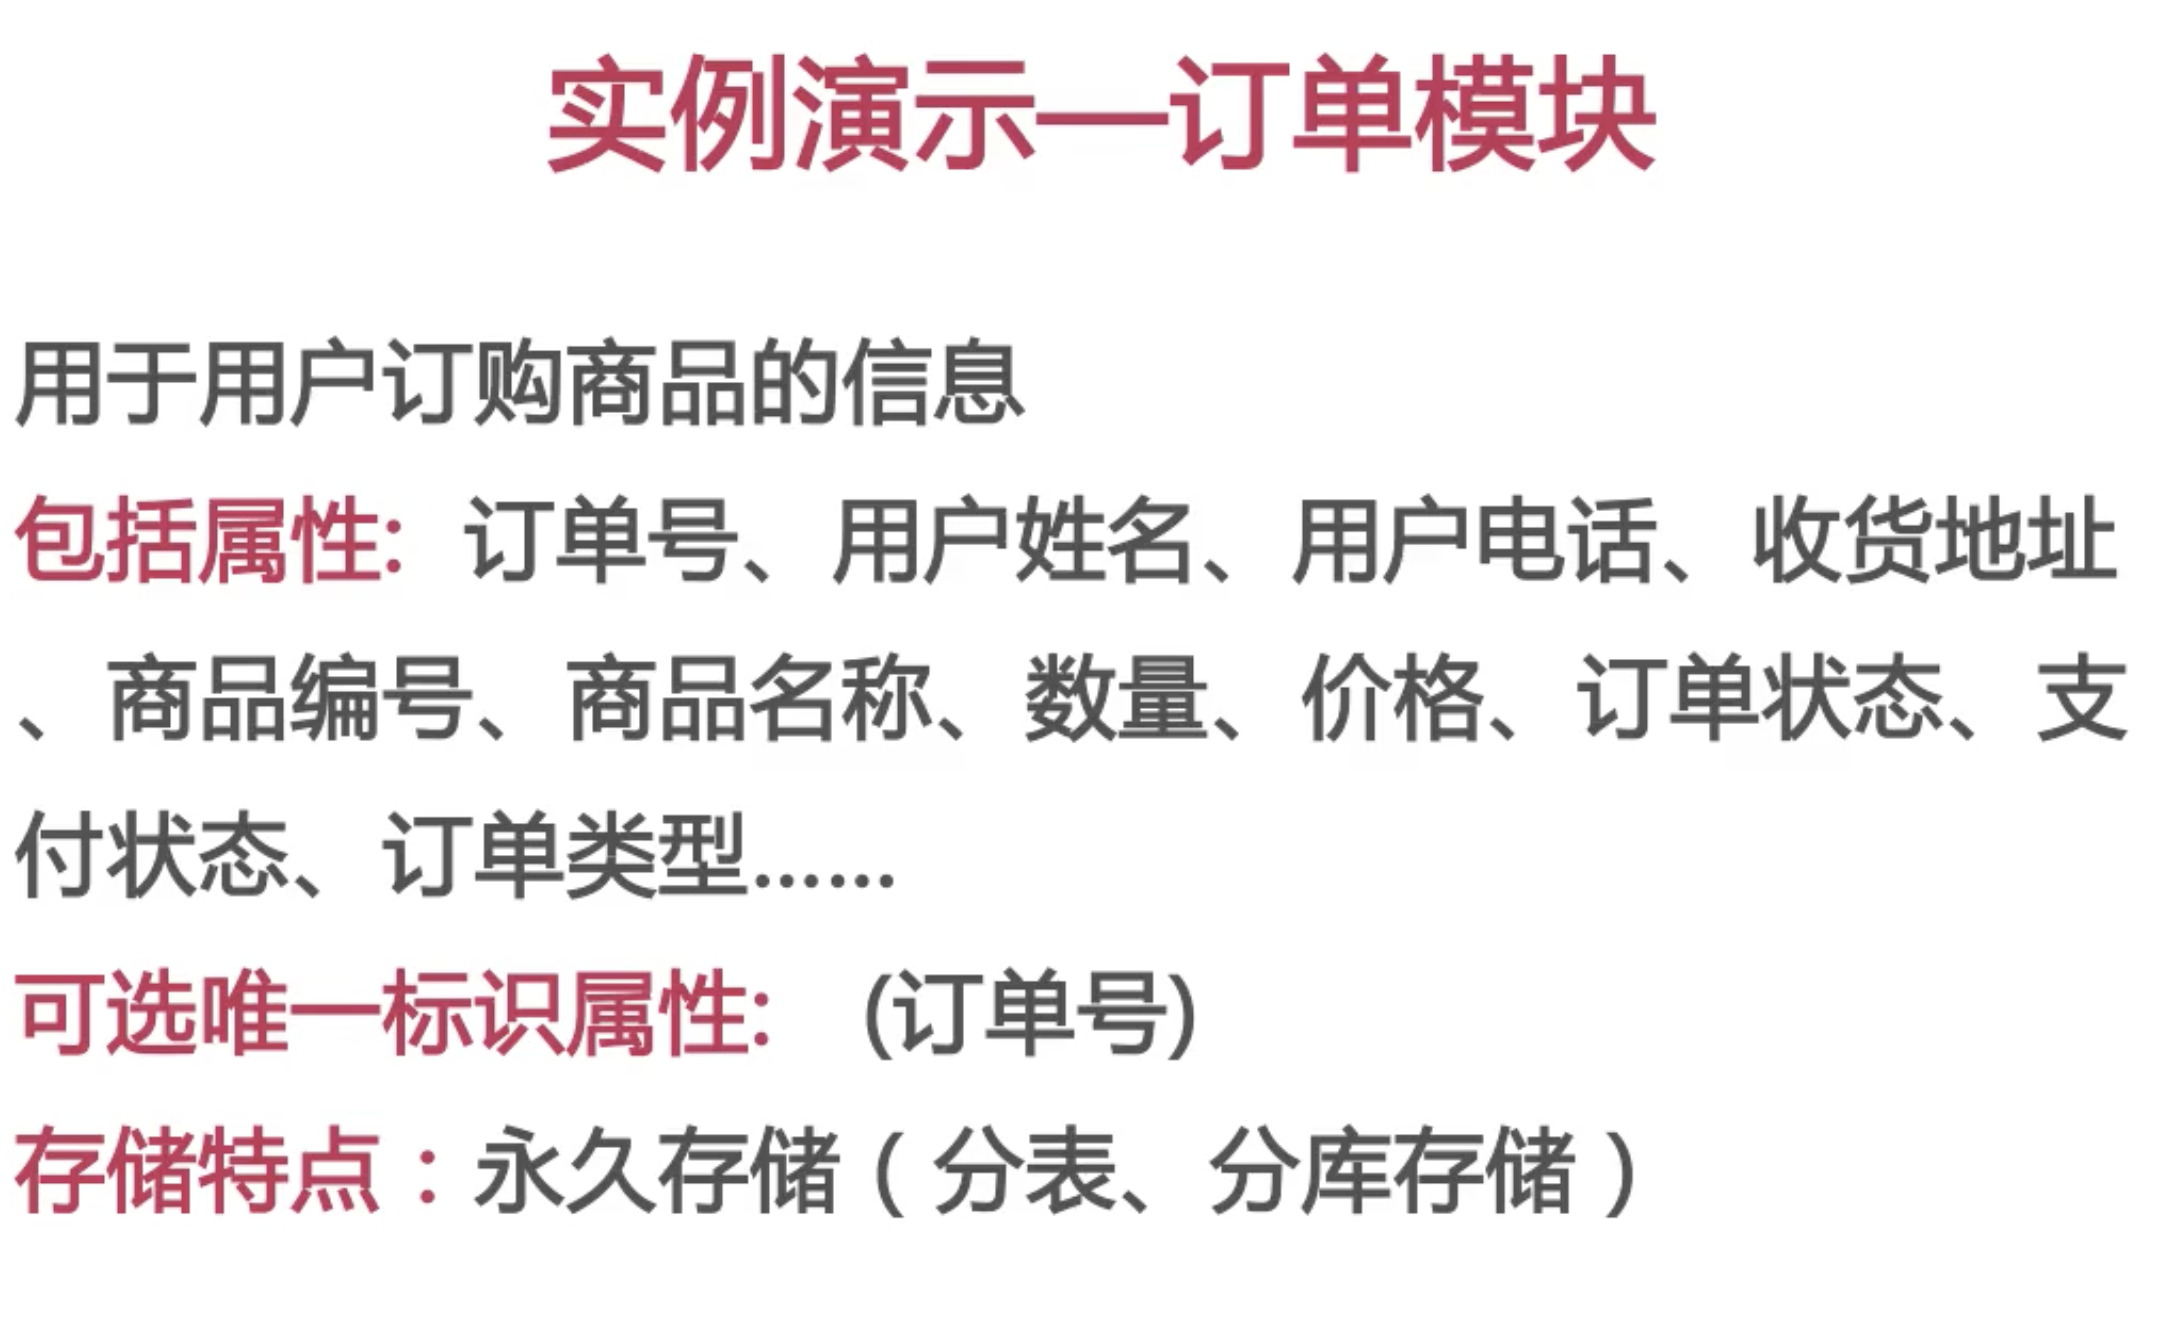 实例演示—订单模块
用于用户订购商品的信息
包括属性: 订单号、用户姓名、用户电话、收货地址
、商品编号、商品名称、数量、价格、订单状态、支
付状态、订单类型……
可选唯一标识属性: (订单号)
存储特点：永久存储（分表、分库存储）